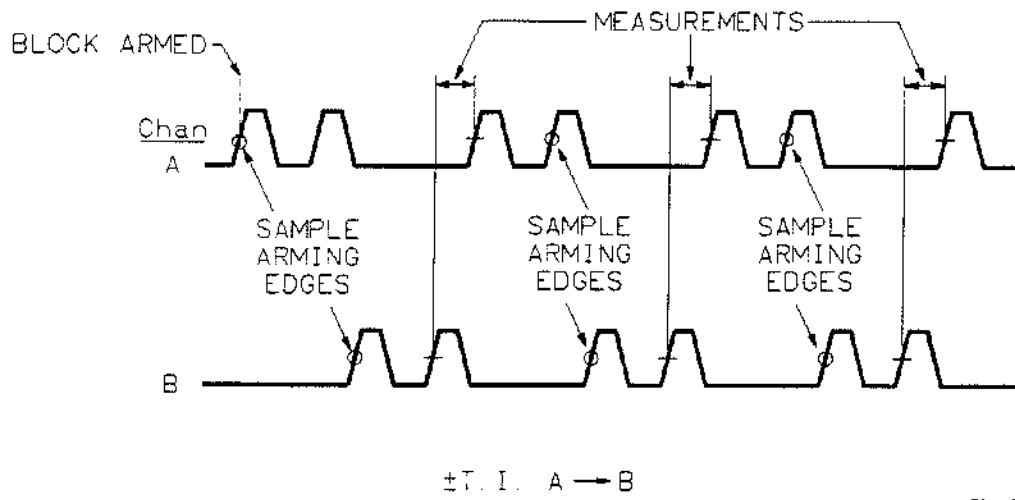 MEASUREMENTS
BLOCK ARMED
Chan
A
SAMPLE
ARMING
EDGES
SAMPLE
ARMING
EDGES
SAMPLE
ARMING
EDGES
B
±T. I. A → B